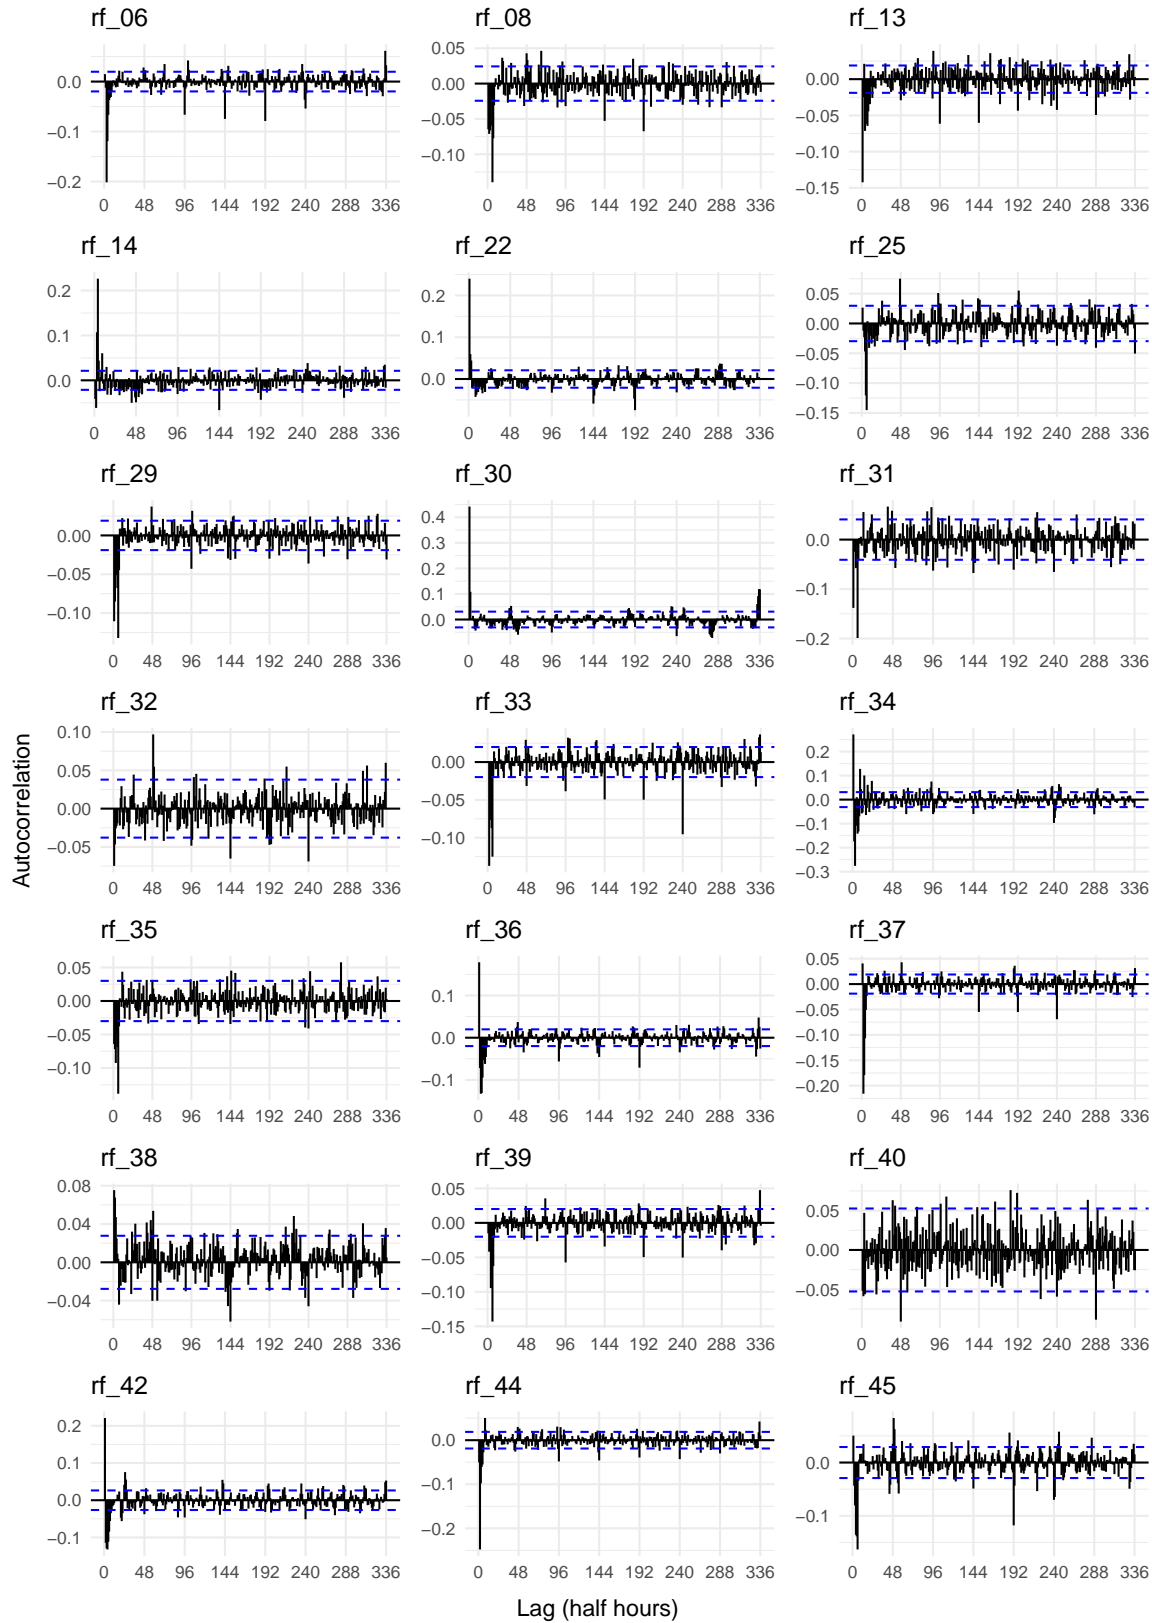 rf_06
0.0
−0.1
−0.2
0 48 96 144 192 240 288 336
rf_08
0.05
0.00
−0.05
−0.10
0 48 96 144 192 240 288 336
rf_13
0.00
−0.05
−0.10
−0.15
0 48 96 144 192 240 288 336
rf_14
0.2
0.1
0.0
0 48 96 144 192 240 288 336
rf_22
0.2
0.1
0.0
0 48 96 144 192 240 288 336
rf_25
0.05
0.00
−0.05
−0.10
−0.15
0 48 96 144 192 240 288 336
rf_29
0.00
−0.05
−0.10
0 48 96 144 192 240 288 336
rf_30
0.4
0.3
0.2
0.1
0.0
0 48 96 144 192 240 288 336
rf_31
0.0
−0.1
−0.2
0 48 96 144 192 240 288 336
Autocorrelation
rf_32
0.10
0.05
0.00
−0.05
0 48 96 144 192 240 288 336
rf_33
0.00
−0.05
−0.10
0 48 96 144 192 240 288 336
rf_34
0.2
0.1
0.0
−0.1
−0.2
−0.3
0 48 96 144 192 240 288 336
rf_35
0.05
0.00
−0.05
−0.10
0 48 96 144 192 240 288 336
rf_36
0.1
0.0
−0.1
0 48 96 144 192 240 288 336
rf_37
0.05
0.00
−0.05
−0.10
−0.15
−0.20
0 48 96 144 192 240 288 336
rf_38
0.08
0.04
0.00
−0.04
0 48 96 144 192 240 288 336
rf_39
0.05
0.00
−0.05
−0.10
−0.15
0 48 96 144 192 240 288 336
rf_40
0.05
0.00
−0.05
0 48 96 144 192 240 288 336
rf_42
0.2
0.1
0.0
−0.1
0 48 96 144 192 240 288 336
rf_44
0.0
−0.1
−0.2
0 48 96 144 192 240 288 336
rf_45
0.0
−0.1
0 48 96 144 192 240 288 336
Lag (half hours)